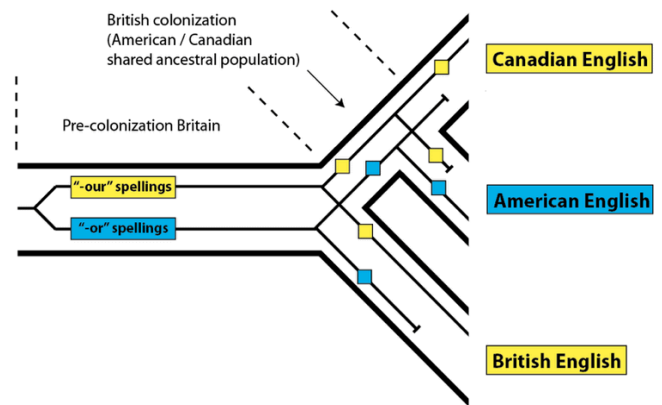 British colonization
(American / Canadian
shared ancestral population)
Pre-colonization Britain
"-our" spellings
"-or" spellings
Canadian English
American English
British English